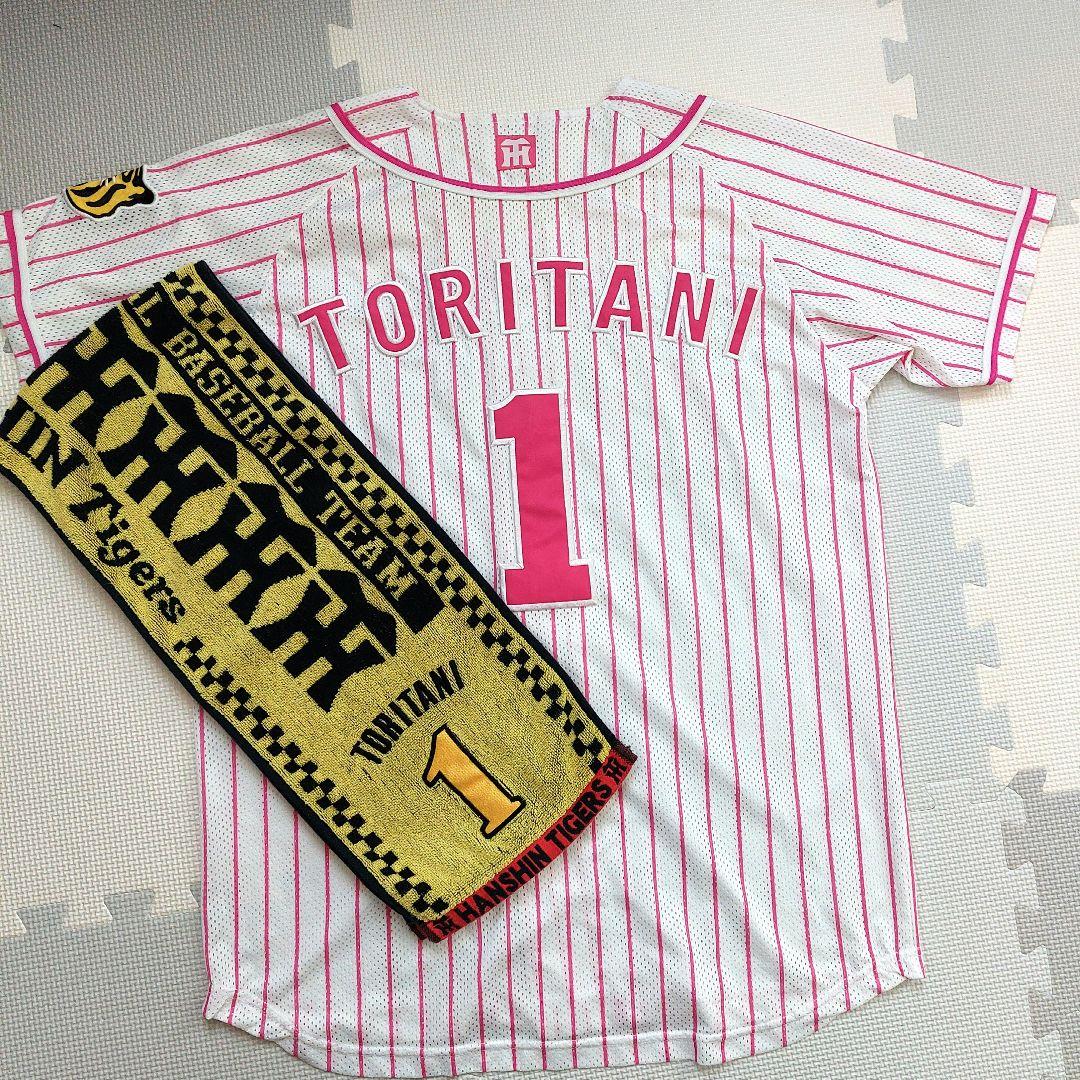 TORITANI
1
BASEBALL TEAM
Tigers
TORITANI
1
HANSHIN TIGERS